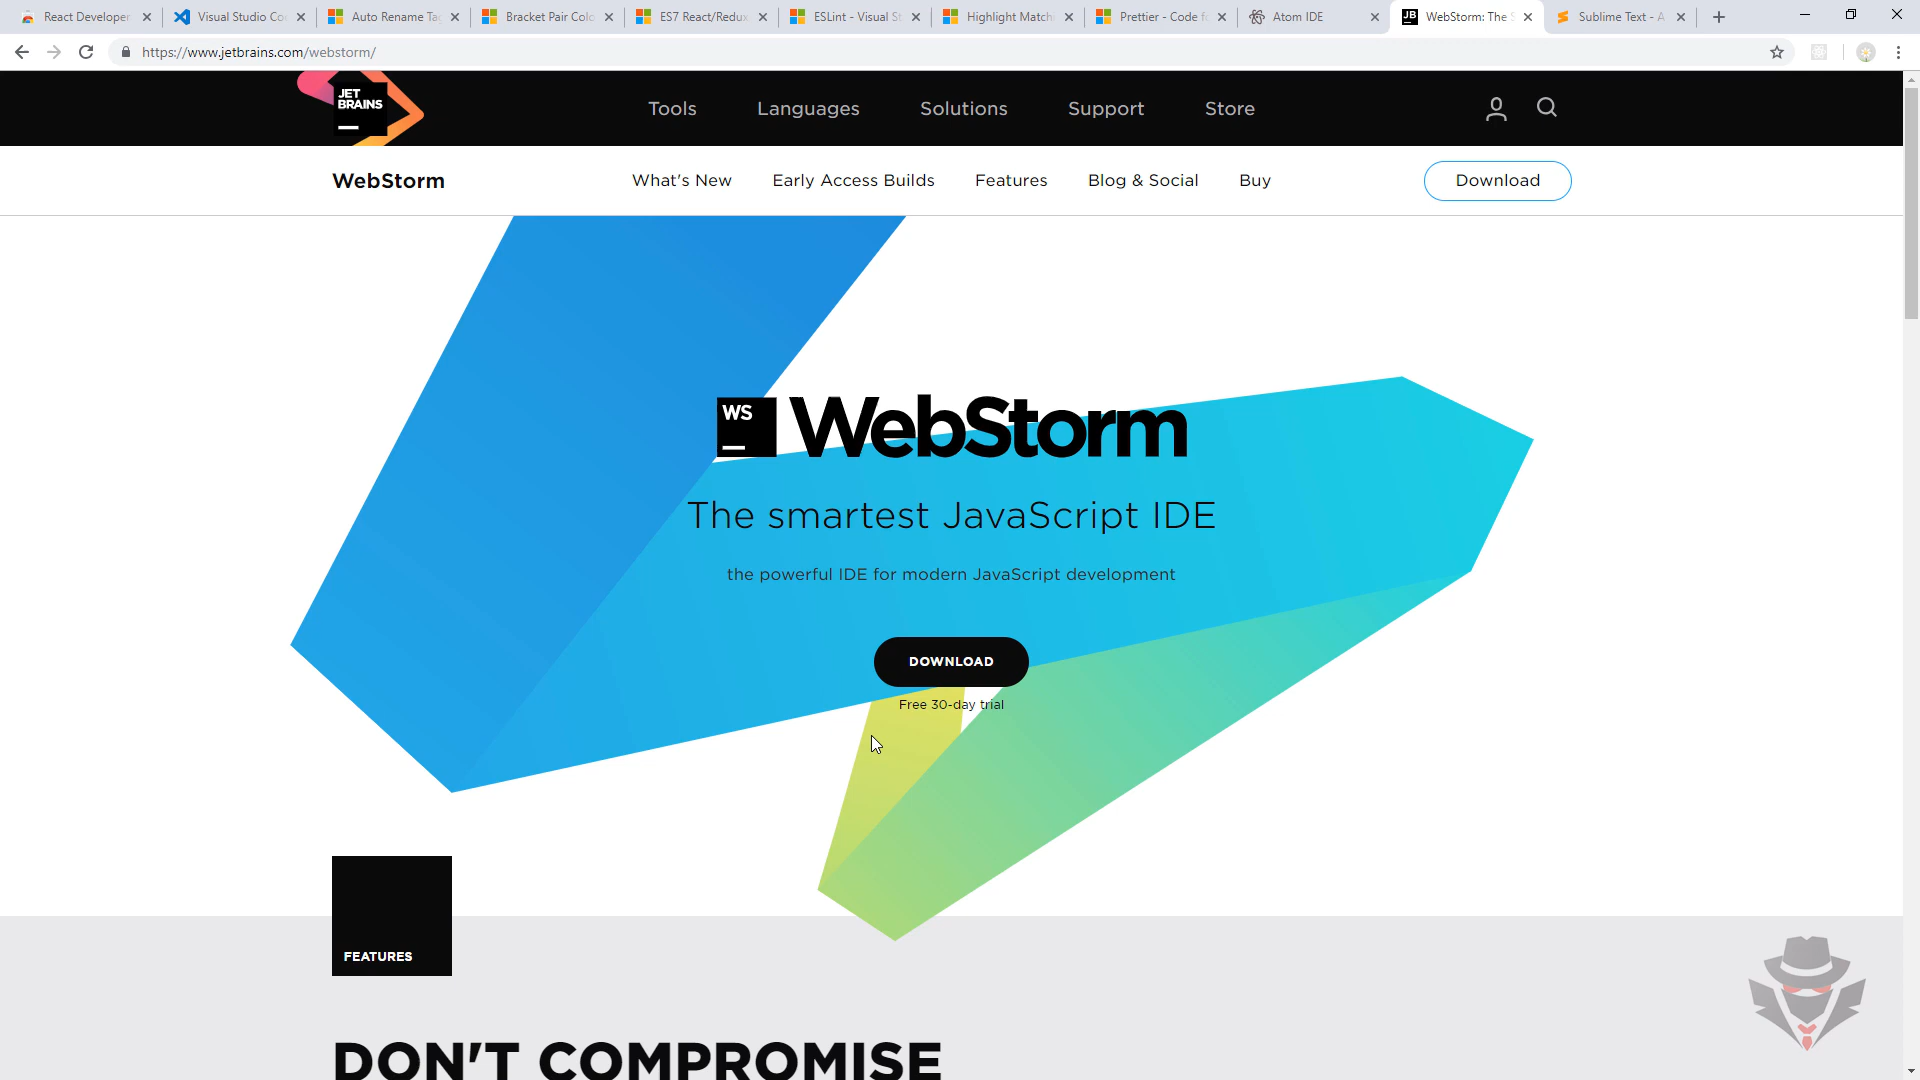 React Developer
Visual Studio Co
Auto Rename Ta
Bracket Pair Colo
ES7 React/Redux
ESLint - Visual St
Highlight Matchi
Prettier - Code fo
Atom IDE
WebStorm: The S
Sublime Text - A
https://www.jetbrains.com/webstorm/
JET
BRAINS
Tools
Languages
Solutions
Support
Store
WebStorm
What's New
Early Access Builds
Features
Blog & Social
Buy
Download
WS
WebStorm
The smartest JavaScript IDE
the powerful IDE for modern JavaScript development
DOWNLOAD
Free 30-day trial
FEATURES
DON'T COMPROMISE